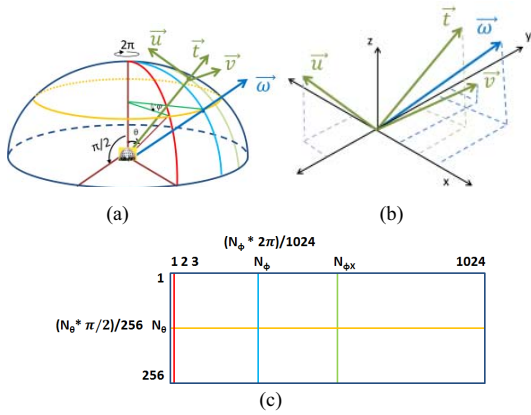 2π
u t v
ω
φ
θ
π/2
(a)
z
t
ω
y
u
v
x
(b)
(N_ϕ * 2π)/1024
1 2 3 N_ϕ N_ϕx 1024
1
(N_θ * π/2)/256 N_θ
256
(c)